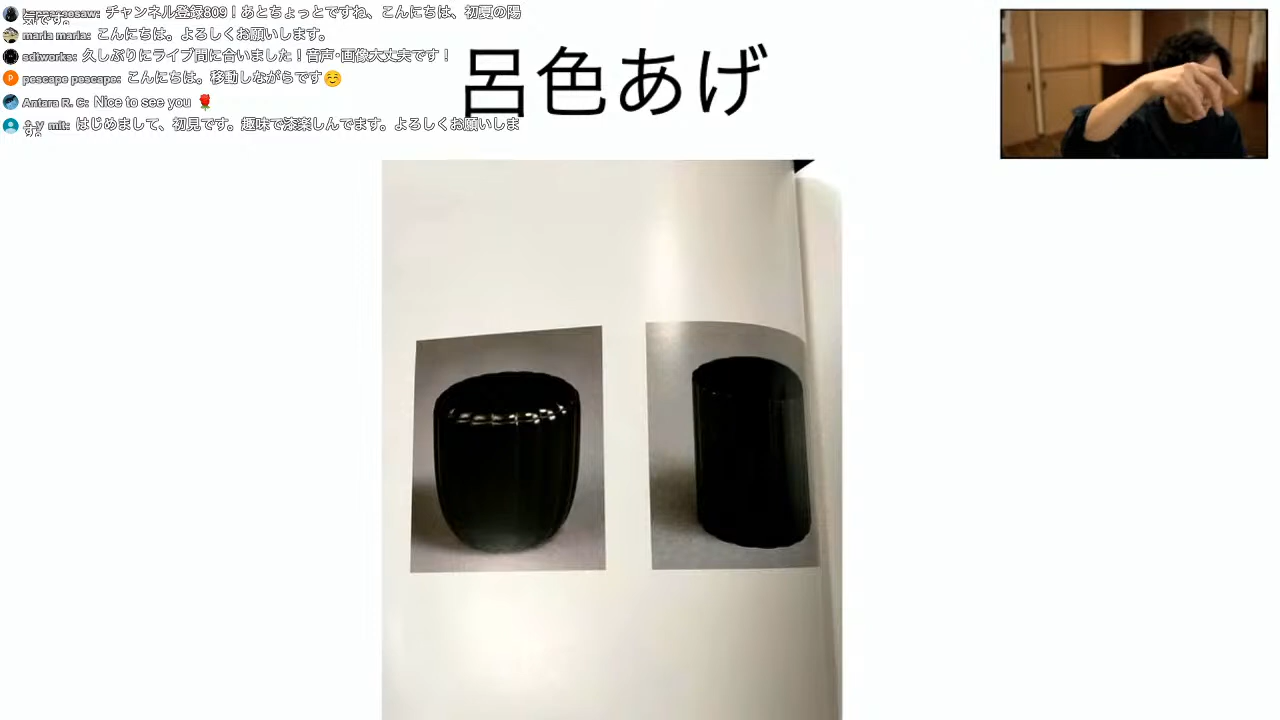 チャンネル登録809！あとちょっとですね、こんにちは、初夏の陽
気です。
maria maria: こんにちは。よろしくお願いします。
sdtworks: 久しぶりにライブ間に合いました！音声・画像大丈夫です！
pescape pescape: こんにちは。移動しながらです☺️
Antara R. C: Nice to see you 🌹
mit: はじめまして、初見です。趣味で漆楽しんでます。よろしくお願いしま
す。
呂色あげ